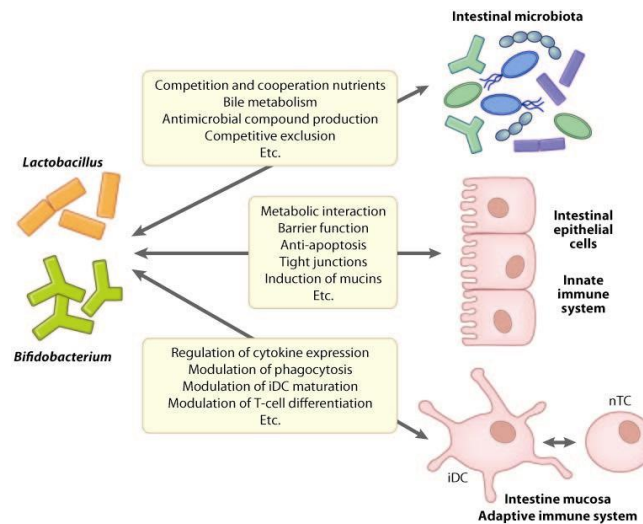 Intestinal microbiota
Competition and cooperation nutrients
Bile metabolism
Antimicrobial compound production
Competitive exclusion
Etc.
Lactobacillus
Metabolic interaction
Barrier function
Anti-apoptosis
Tight junctions
Induction of mucins
Etc.
Intestinal
epithelial
cells
Innate
immune
system
Bifidobacterium
Regulation of cytokine expression
Modulation of phagocytosis
Modulation of iDC maturation
Modulation of T-cell differentiation
Etc.
nTC
iDC
Intestine mucosa
Adaptive immune system